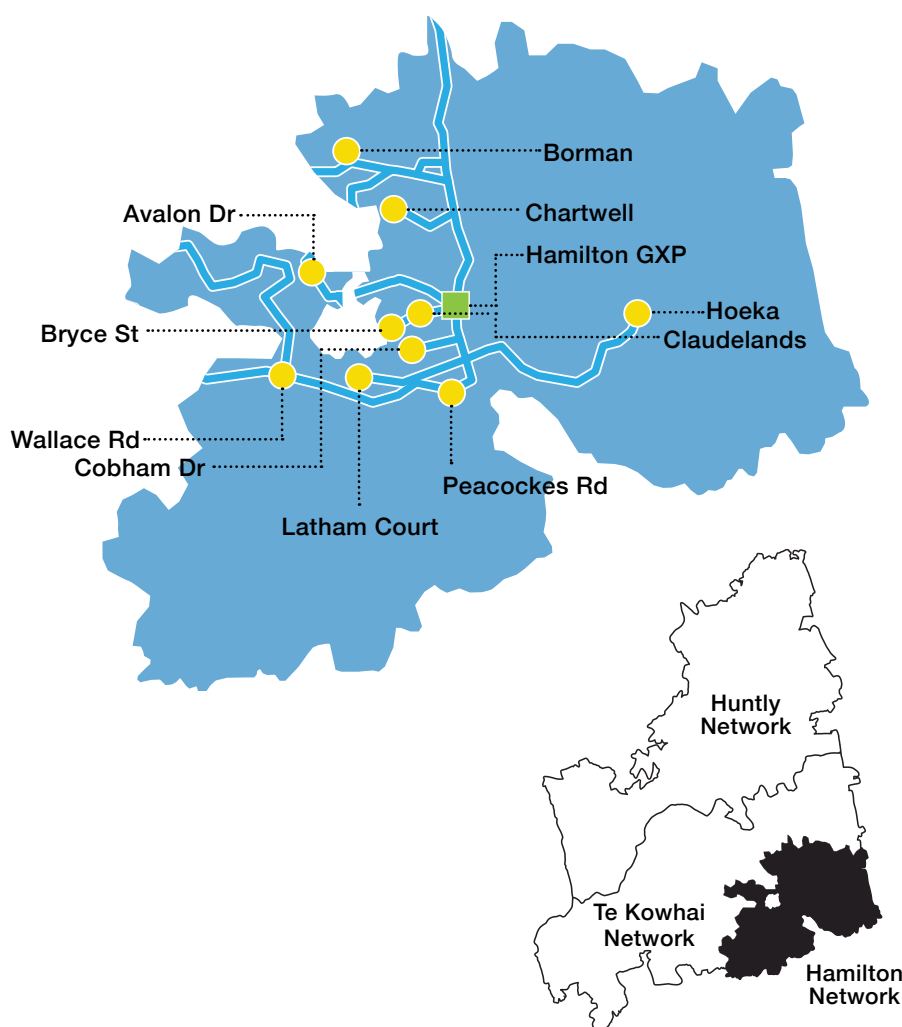 Borman
Avalon Dr
Chartwell
Hamilton GXP
Hoeka
Bryce St
Claudelands
Wallace Rd
Cobham Dr
Peacockes Rd
Latham Court
Huntly
Network
Te Kowhai
Network
Hamilton
Network